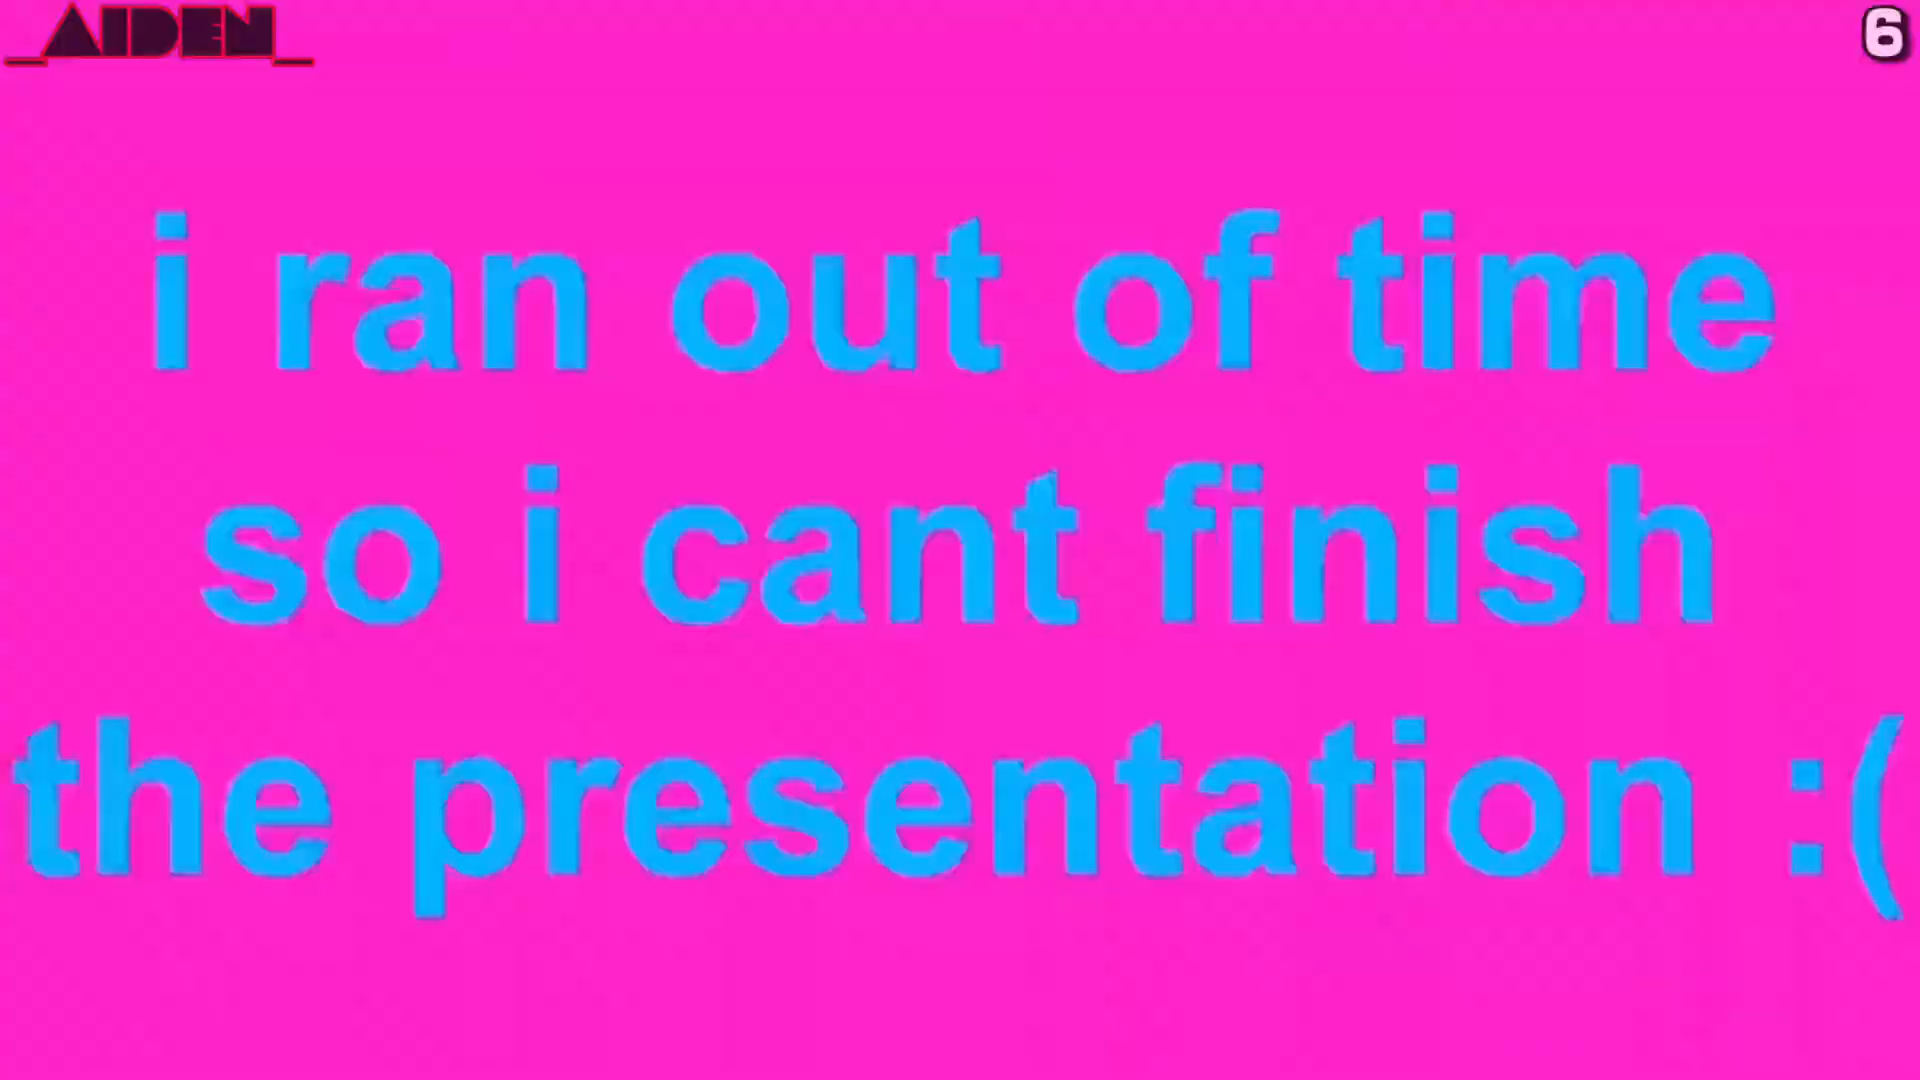 _AIDEN_
6
i ran out of time
so i cant finish
the presentation :(